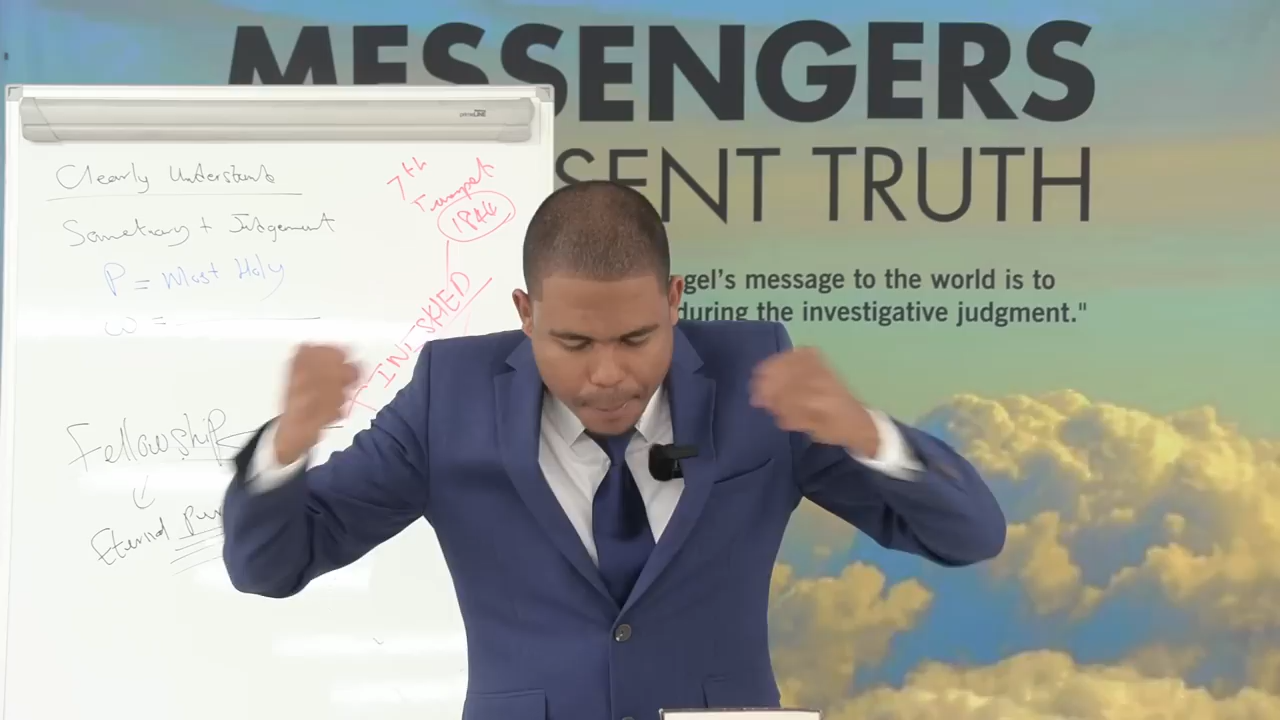 MESSENGERS
SENT TRUTH
gel's message to the world is to
during the investigative judgment."
Clearly Understand
Sanctuary + Judgement
P = Most Holy
W =
7th
Trumpet
1844
FINISHED
Fellowship
Eternal Pur